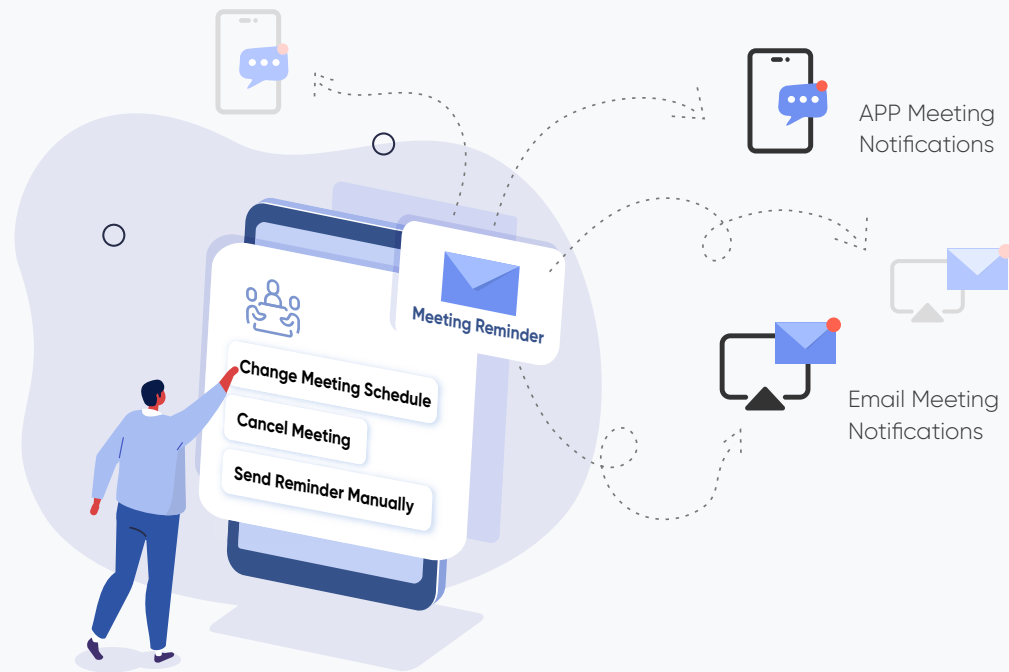 APP Meeting
Notifications
Meeting Reminder
Change Meeting Schedule
Cancel Meeting
Send Reminder Manually
Email Meeting
Notifications